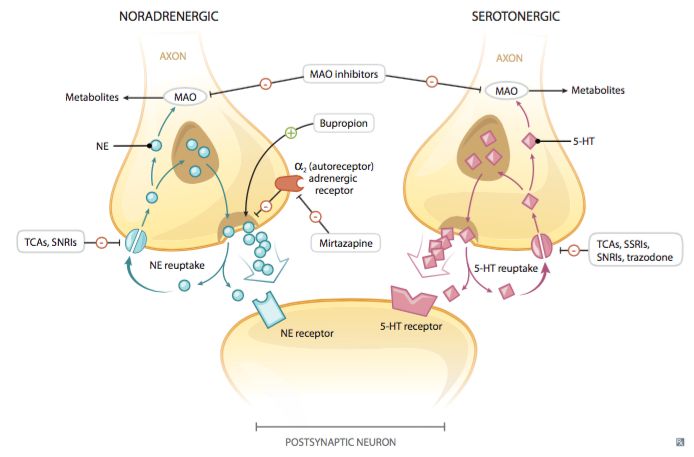 NORADRENERGIC
SEROTONERGIC
AXON
AXON
MAO inhibitors
Metabolites
MAO
MAO
Metabolites
Bupropion
NE
5-HT
α2 (autoreceptor)
adrenergic
receptor
TCAs, SNRIs
Mirtazapine
TCAs, SSRIs,
SNRIs, trazodone
NE reuptake
5-HT reuptake
NE receptor
5-HT receptor
POSTSYNAPTIC NEURON